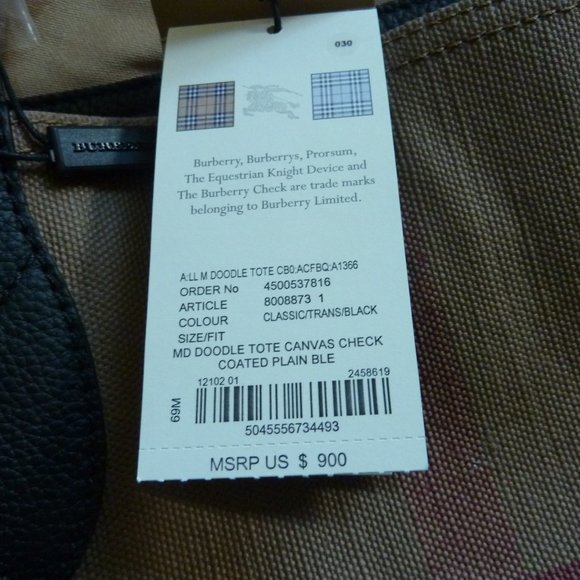 030
BURBERRY
Burberry, Burberrys, Prorsum,
The Equestrian Knight Device and
The Burberry Check are trade marks
belonging to Burberry Limited.
A:LL M DOODLE TOTE CB0:ACFBQ:A1366
ORDER No 4500537816
ARTICLE 8008873 1
COLOUR CLASSIC/TRANS/BLACK
SIZE/FIT
MD DOODLE TOTE CANVAS CHECK
COATED PLAIN BLE
12102 01 2458619
69M
5045556734493
MSRP US $ 900